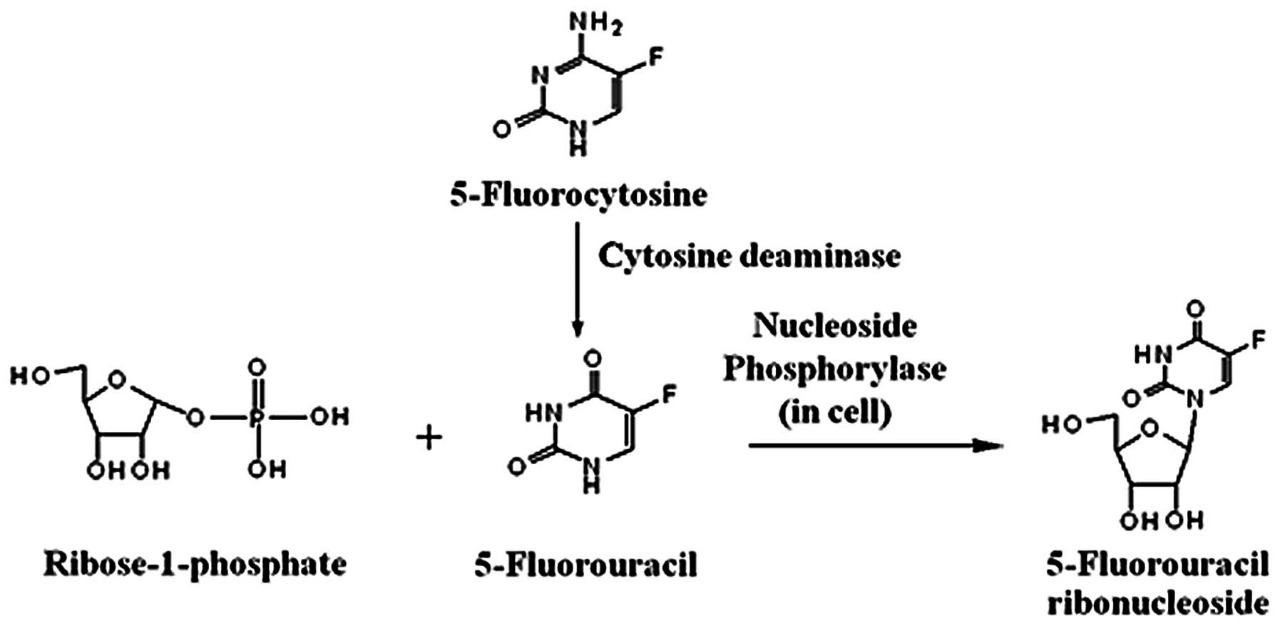 NH2
N
F
O
N
H
5-Fluorocytosine
Cytosine deaminase
Nucleoside
Phosphorylase
(in cell)
HO
O
O
P
O
OH
OH
OH OH
+
O
F
HN
O
N
H
O
F
HN
O
N
HO
O
OH OH
Ribose-1-phosphate
5-Fluorouracil
5-Fluorouracil
ribonucleoside